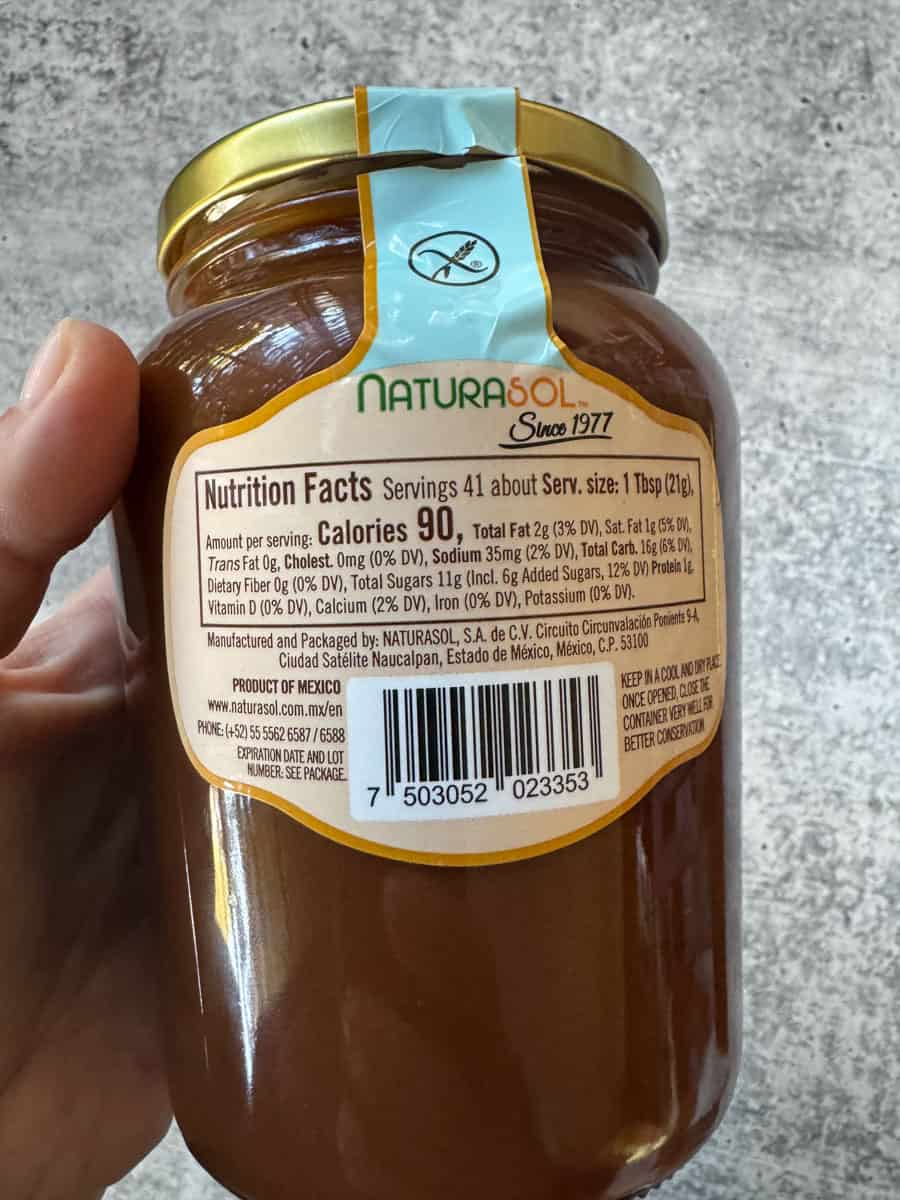 ®
NATURASOL™
Since 1977
Nutrition Facts Servings 41 about Serv. size: 1 Tbsp (21g),
Amount per serving: Calories 90, Total Fat 2g (3% DV), Sat. Fat 1g (5% DV),
Trans Fat 0g, Cholest. 0mg (0% DV), Sodium 35mg (2% DV), Total Carb. 16g (6% DV),
Dietary Fiber 0g (0% DV), Total Sugars 11g (Incl. 6g Added Sugars, 12% DV) Protein 1g,
Vitamin D (0% DV), Calcium (2% DV), Iron (0% DV), Potassium (0% DV).
Manufactured and Packaged by: NATURASOL, S.A. de C.V. Circuito Circunvalación Poniente 9-A,
Ciudad Satélite Naucalpan, Estado de México, México, C.P. 53100
PRODUCT OF MEXICO
www.naturasol.com.mx/en
PHONE: (+52) 55 5562 6587 / 6588
EXPIRATION DATE AND LOT
NUMBER: SEE PACKAGE.
7 503052 023353
KEEP IN A COOL AND DRY PLACE.
ONCE OPENED, CLOSE THE
CONTAINER VERY WELL FOR
BETTER CONSERVATION